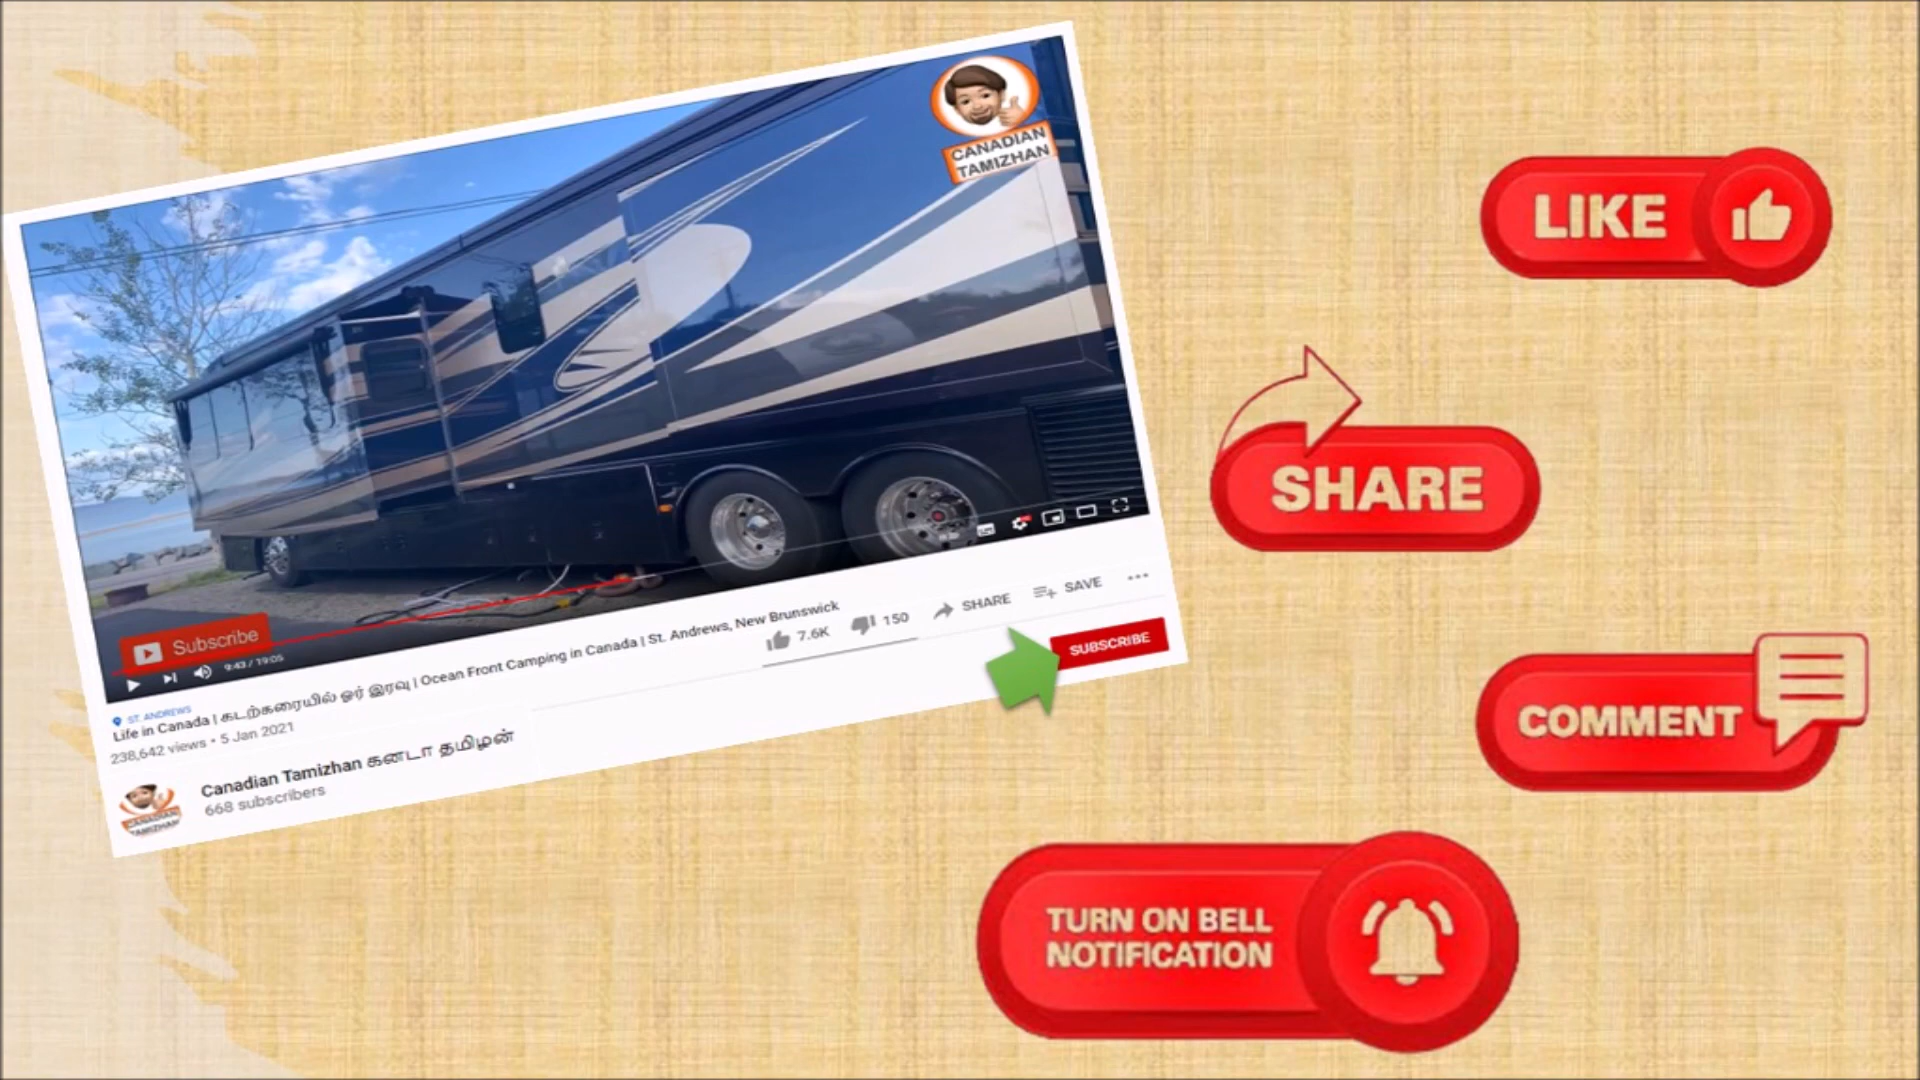 CANADIAN
TAMIZHAN
Subscribe
9:43 / 19:05
ST. ANDREWS
Life in Canada | கடற்கரையில் ஓர் இரவு | Ocean Front Camping in Canada | St. Andrews, New Brunswick
238,642 views • 5 Jan 2021
7.6K 150 SHARE SAVE
SUBSCRIBE
Canadian Tamizhan கனடா தமிழன்
668 subscribers
CANADIAN
TAMIZHAN
LIKE
SHARE
COMMENT
TURN ON BELL
NOTIFICATION